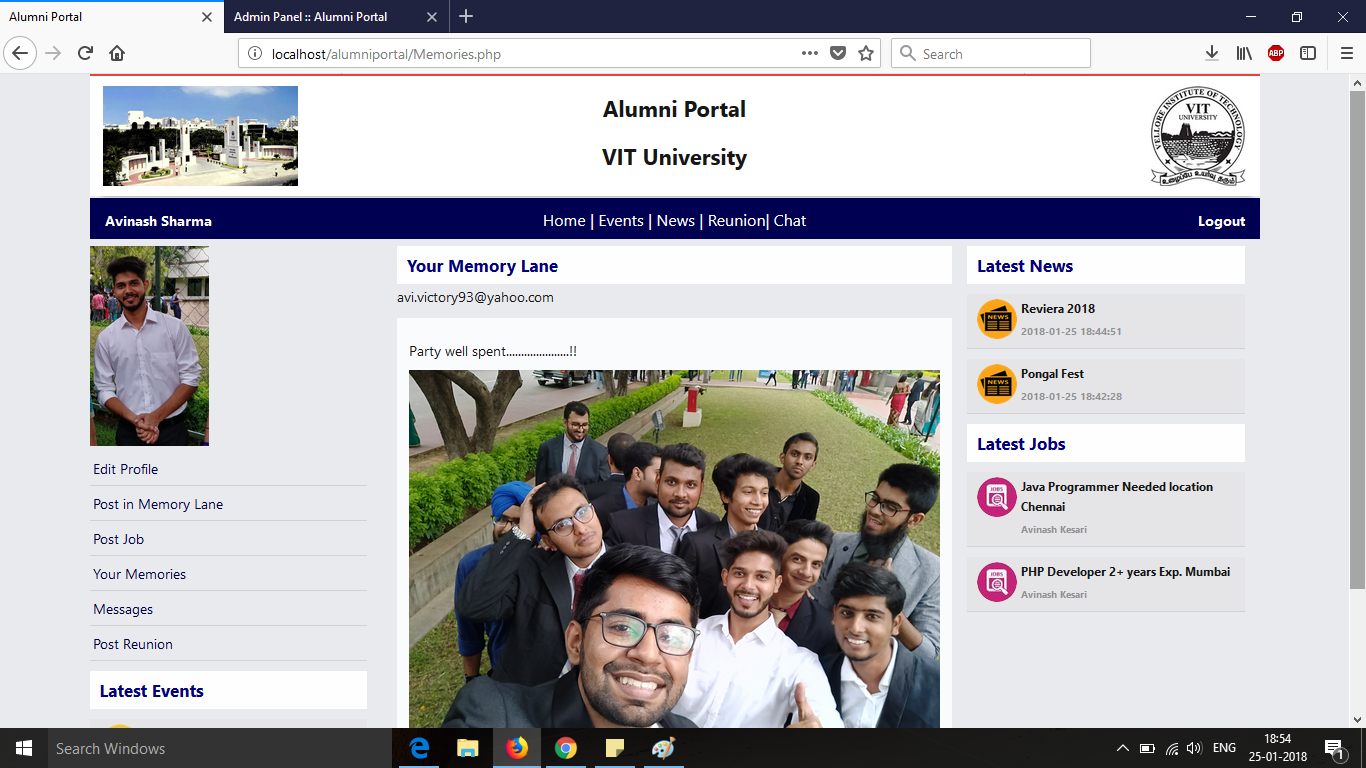 Alumni Portal
Admin Panel :: Alumni Portal
localhost/alumniportal/Memories.php
Search
ABP
Alumni Portal
VIT University
VELLORE INSTITUTE OF TECHNOLOGY
VIT
UNIVERSITY
Avinash Sharma
Home | Events | News | Reunion| Chat
Logout
Edit Profile
Post in Memory Lane
Post Job
Your Memories
Messages
Post Reunion
Latest Events
Your Memory Lane
avi.victory93@yahoo.com
Party well spent.....................!!
Latest News
NEWS
Reviera 2018
2018-01-25 18:44:51
NEWS
Pongal Fest
2018-01-25 18:42:28
Latest Jobs
JOBS
Java Programmer Needed location
Chennai
Avinash Kesari
JOBS
PHP Developer 2+ years Exp. Mumbai
Avinash Kesari
Search Windows
ENG
18:54
25-01-2018
1